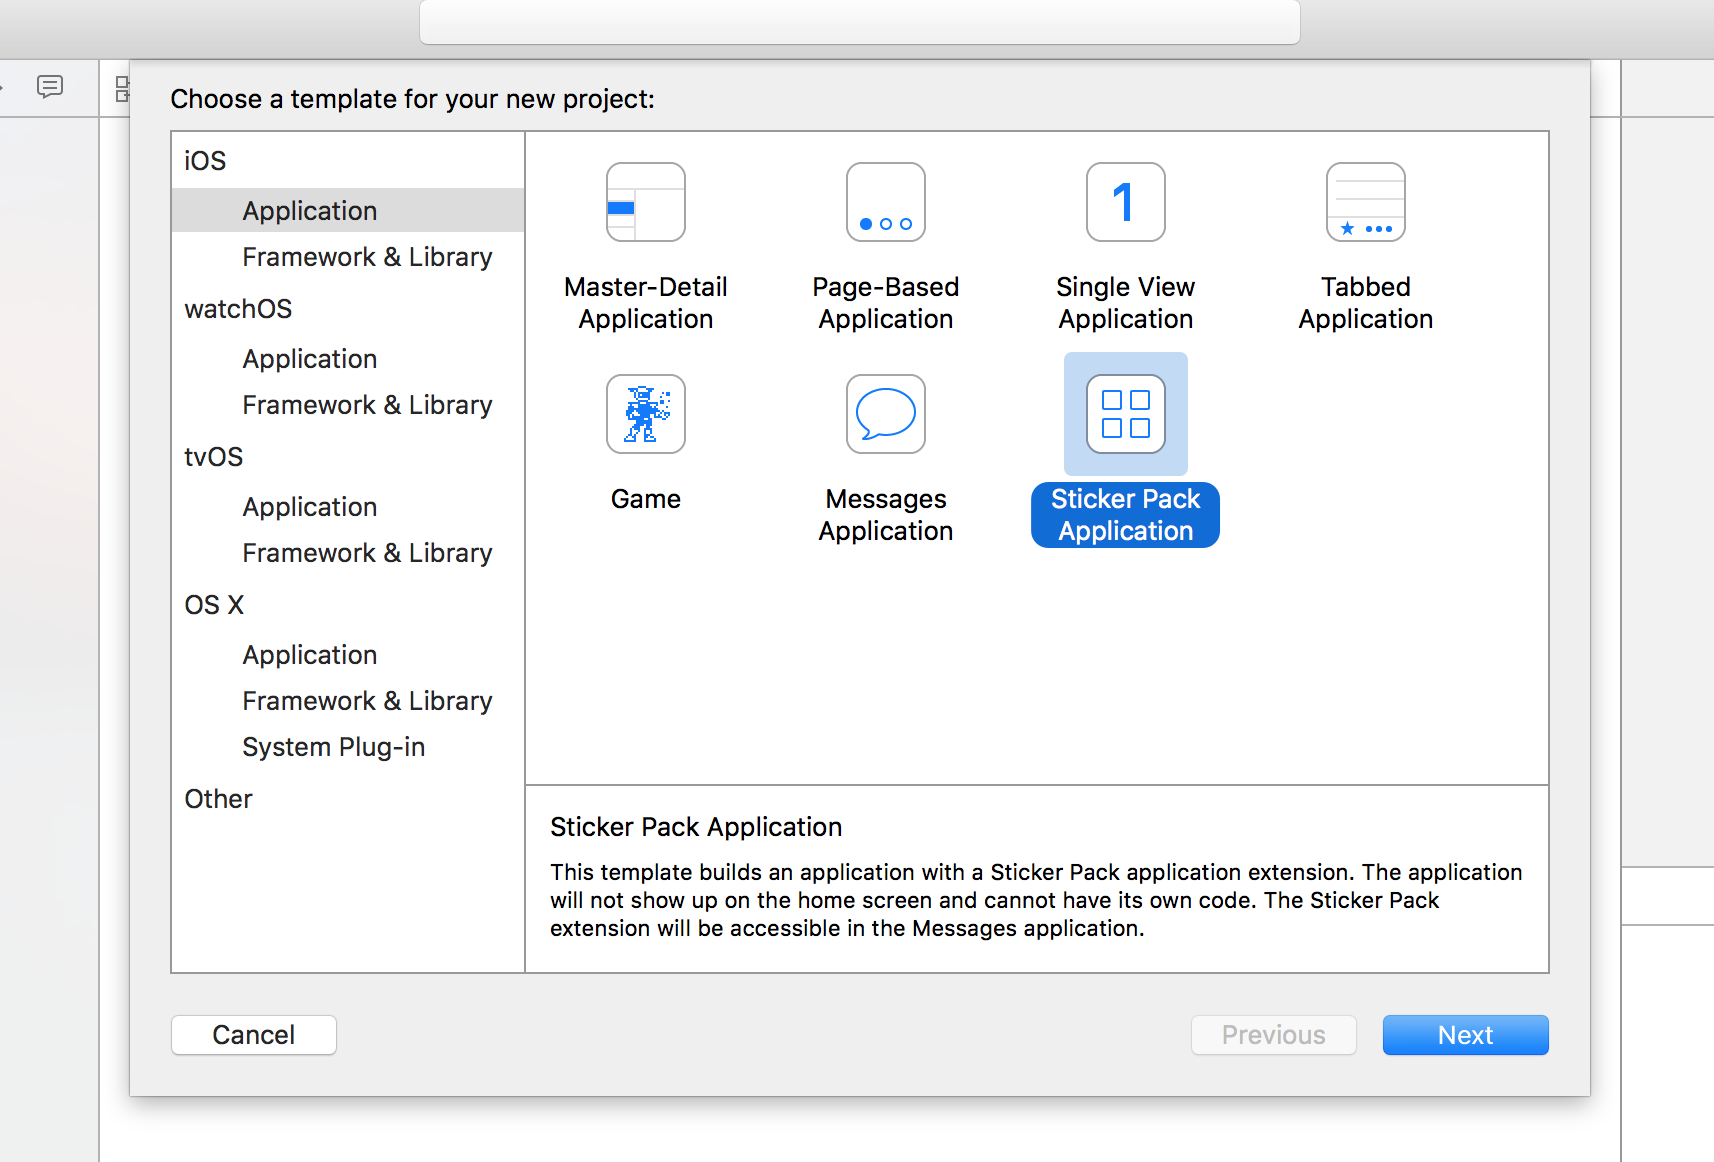 Choose a template for your new project:
iOS
Application
Framework & Library
watchOS
Application
Framework & Library
tvOS
Application
Framework & Library
OS X
Application
Framework & Library
System Plug-in
Other
Master-Detail
Application
Page-Based
Application
1
Single View
Application
Tabbed
Application
Game
Messages
Application
Sticker Pack
Application
Sticker Pack Application
This template builds an application with a Sticker Pack application extension. The application
will not show up on the home screen and cannot have its own code. The Sticker Pack
extension will be accessible in the Messages application.
Cancel
Previous
Next